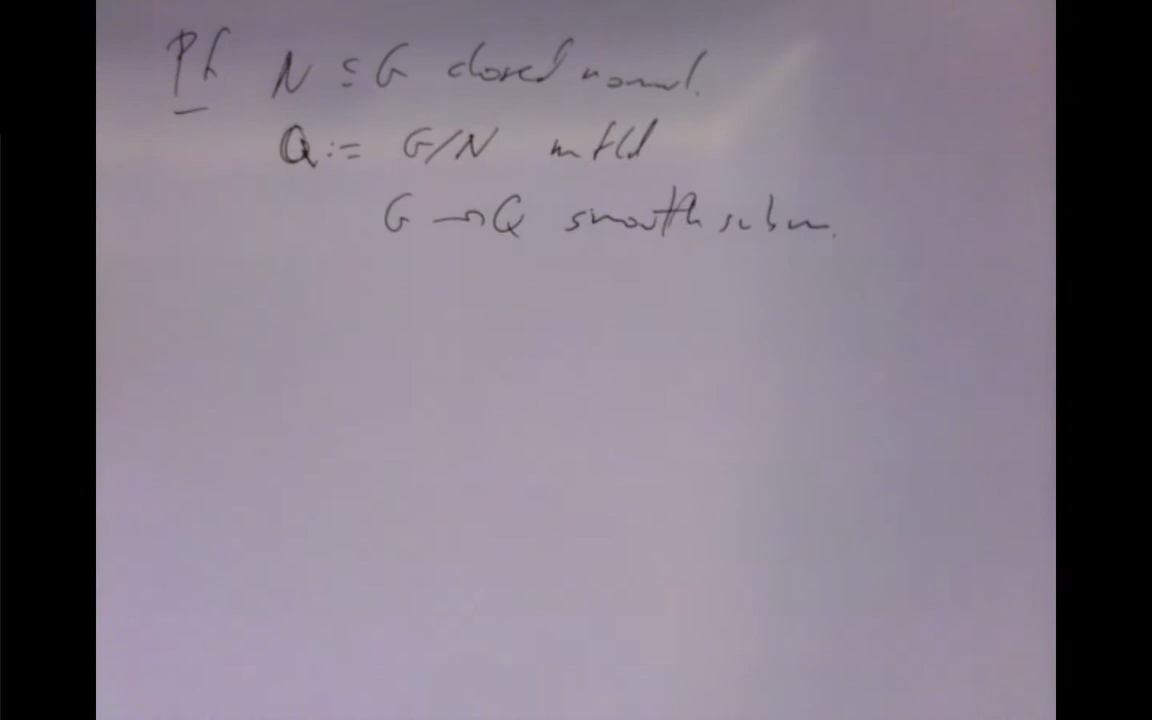 Pf N ⊆ G closed normal.
Q := G/N mfld
G → Q smooth subm.